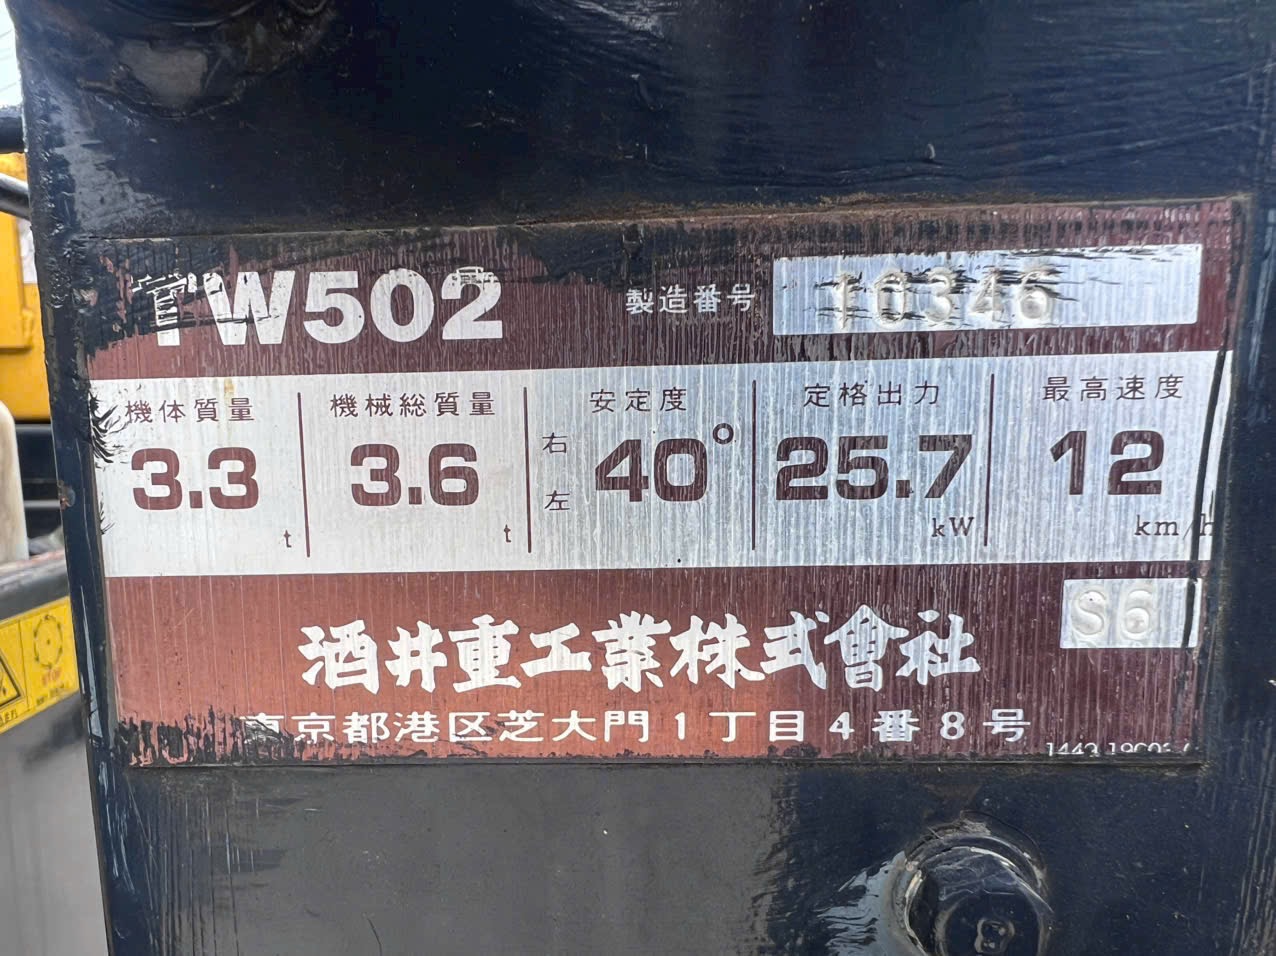 TW502 製造番号 10346
機体質量 機械総質量 安定度 定格出力 最高速度
3.3 t 3.6 t 右 左 40° 25.7 kW 12 km/h
S6
酒井重工業株式會社
東京都港区芝大門1丁目4番8号